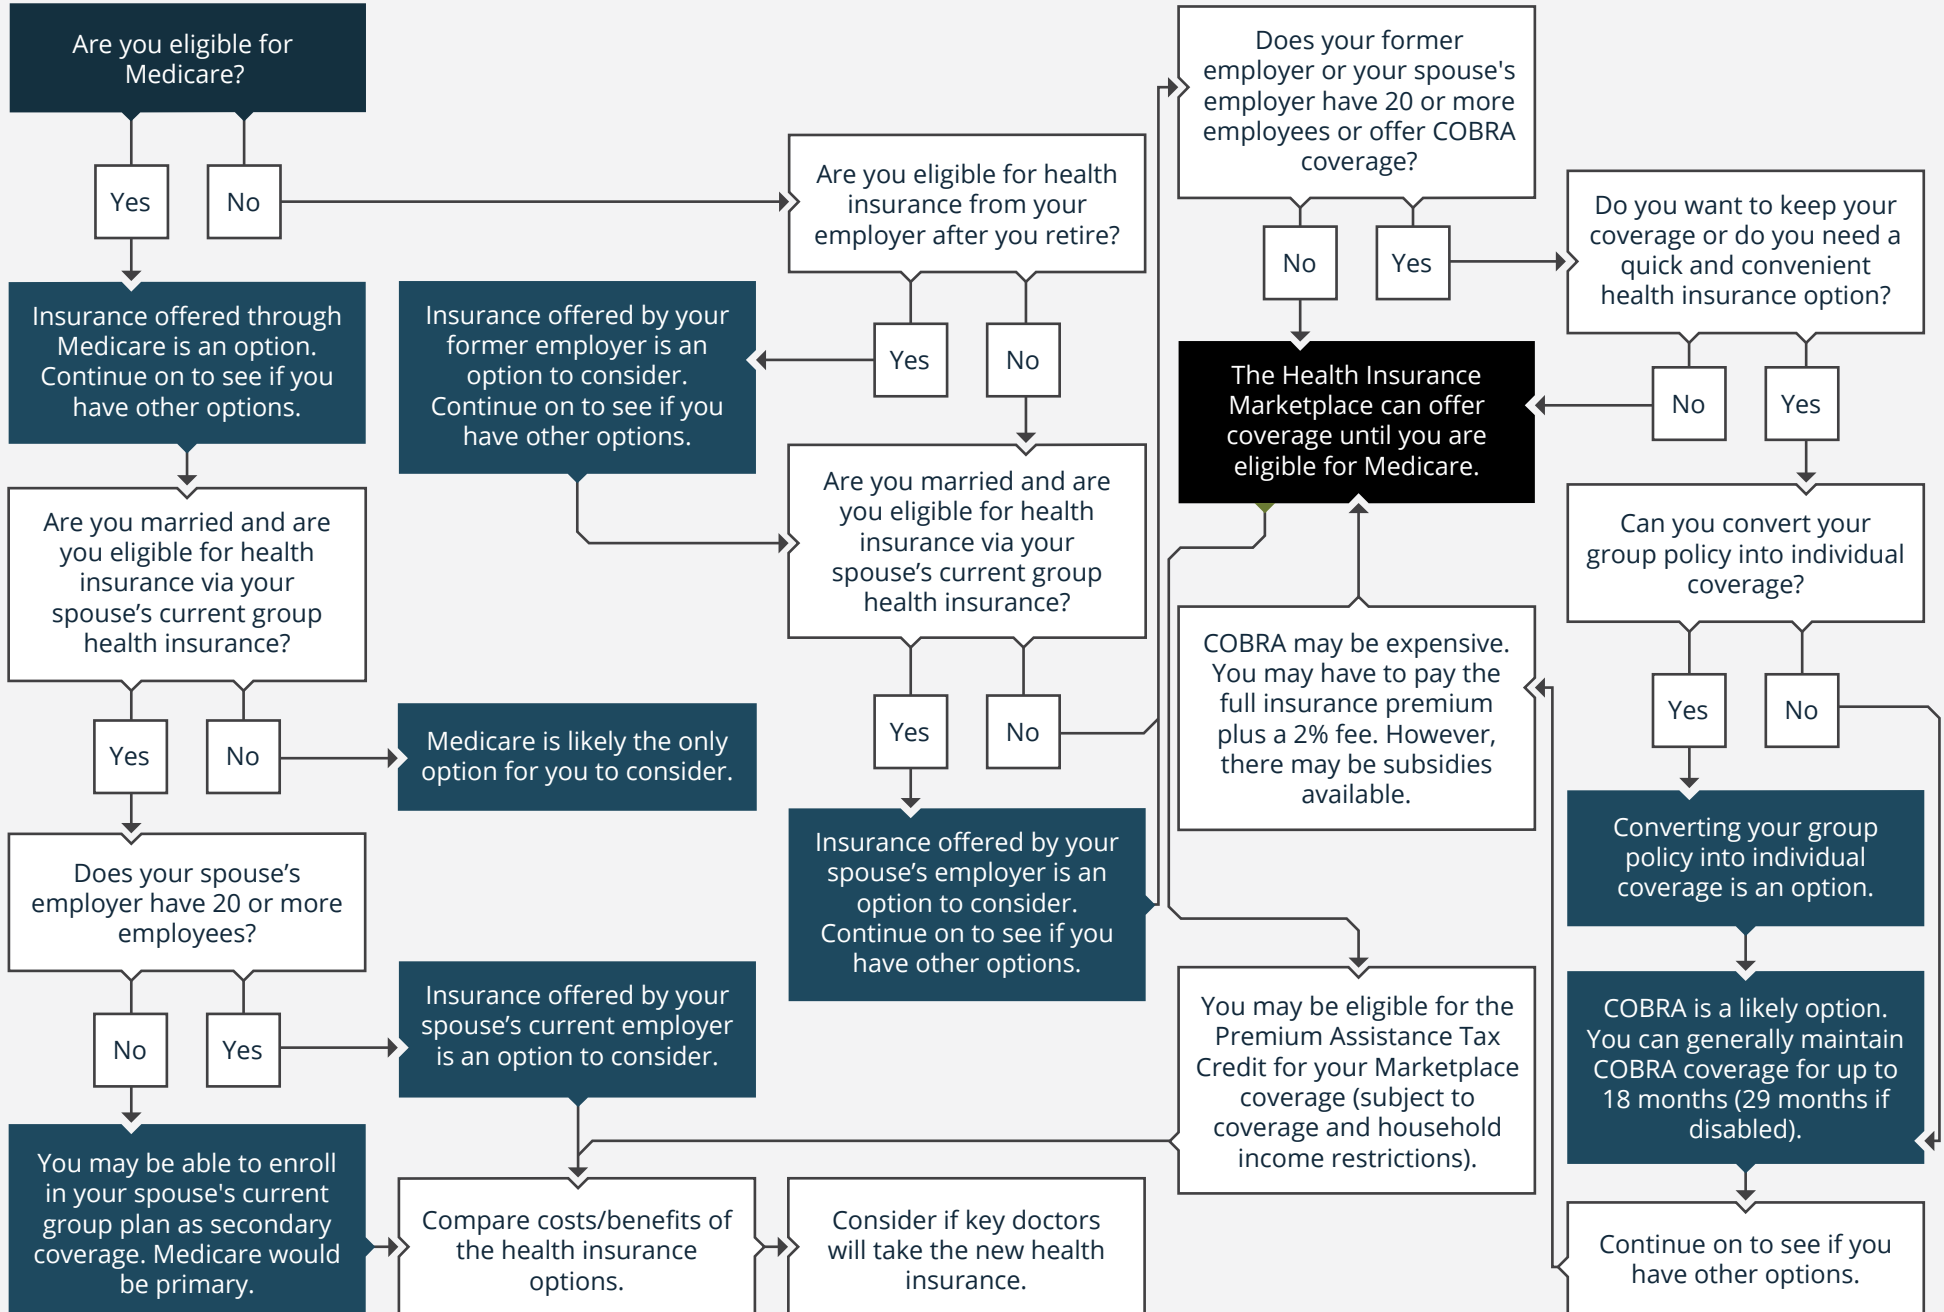 Are you eligible for
Medicare?
Yes
No
Insurance offered through
Medicare is an option.
Continue on to see if you
have other options.
Are you married and are
you eligible for health
insurance via your
spouse’s current group
health insurance?
Yes
No
Medicare is likely the only
option for you to consider.
Does your spouse’s
employer have 20 or more
employees?
No
Yes
Insurance offered by your
spouse’s current employer
is an option to consider.
You may be able to enroll
in your spouse's current
group plan as secondary
coverage. Medicare would
be primary.
Are you eligible for health
insurance from your
employer after you retire?
Yes
No
Insurance offered by your
former employer is an
option to consider.
Continue on to see if you
have other options.
Are you married and are
you eligible for health
insurance via your
spouse’s current group
health insurance?
Yes
No
Insurance offered by your
spouse’s employer is an
option to consider.
Continue on to see if you
have other options.
Does your former
employer or your spouse's
employer have 20 or more
employees or offer COBRA
coverage?
No
Yes
Do you want to keep your
coverage or do you need a
quick and convenient
health insurance option?
No
Yes
The Health Insurance
Marketplace can offer
coverage until you are
eligible for Medicare.
Can you convert your
group policy into individual
coverage?
Yes
No
Converting your group
policy into individual
coverage is an option.
COBRA is a likely option.
You can generally maintain
COBRA coverage for up to
18 months (29 months if
disabled).
Continue on to see if you
have other options.
COBRA may be expensive.
You may have to pay the
full insurance premium
plus a 2% fee. However,
there may be subsidies
available.
You may be eligible for the
Premium Assistance Tax
Credit for your Marketplace
coverage (subject to
coverage and household
income restrictions).
Compare costs/benefits of
the health insurance
options.
Consider if key doctors
will take the new health
insurance.